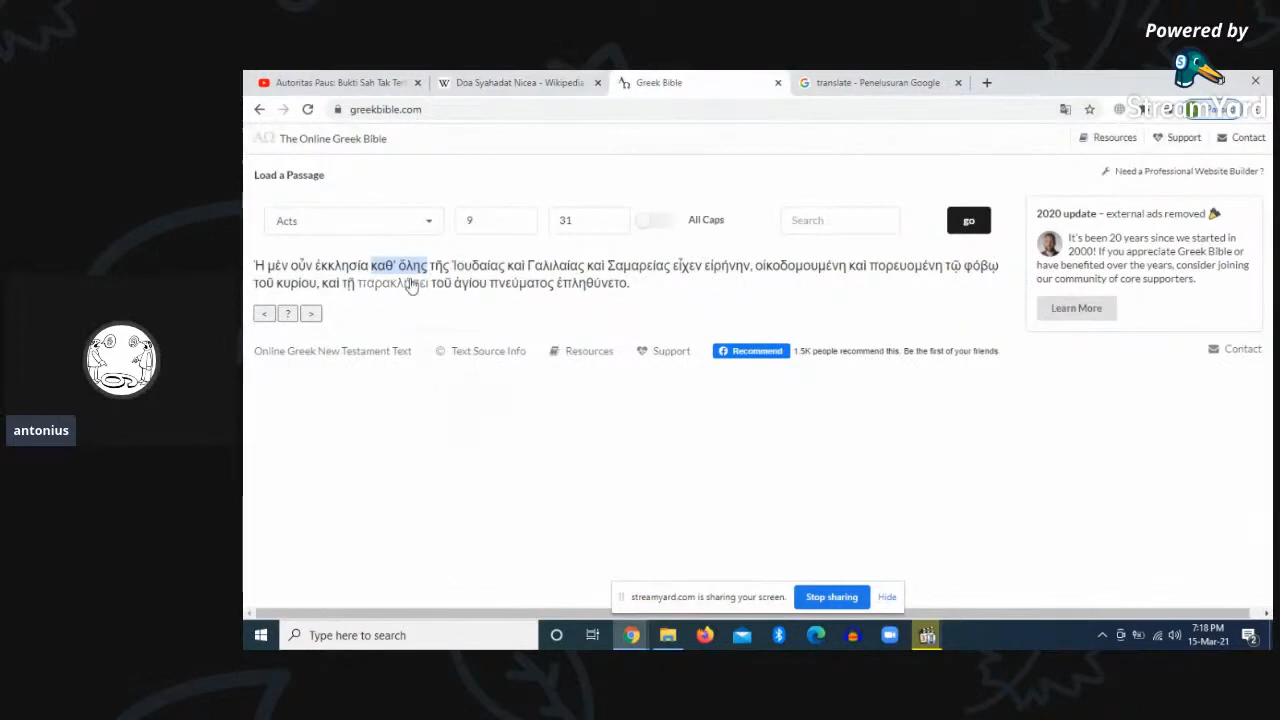 Powered by
StreamYard
Autoritas Paus: Bukti Sah Tak Ter
Doa Syahadat Nicea - Wikipedia
Greek Bible
translate - Penelusuran Google
greekbible.com
ΑΩ The Online Greek Bible
Resources
Support
Contact
Load a Passage
Need a Professional Website Builder ?
Acts
9
31
All Caps
Search
go
Ἡ μὲν οὖν ἐκκλησία καθ' ὅλης τῆς Ἰουδαίας καὶ Γαλιλαίας καὶ Σαμαρείας εἶχεν εἰρήνην, οἰκοδομουμένη καὶ πορευομένη τῷ φόβῳ
τοῦ κυρίου, καὶ τῇ παρακλήσει τοῦ ἁγίου πνεύματος ἐπληθύνετο.
< ? >
2020 update – external ads removed
It's been 20 years since we started in
2000! If you appreciate Greek Bible or
have benefited over the years, consider joining
our community of core supporters.
Learn More
Online Greek New Testament Text
© Text Source Info
Resources
Support
Recommend
1.5K people recommend this. Be the first of your friends
Contact
antonius
streamyard.com is sharing your screen.
Stop sharing
Hide
Type here to search
7:18 PM
15-Mar-21
2